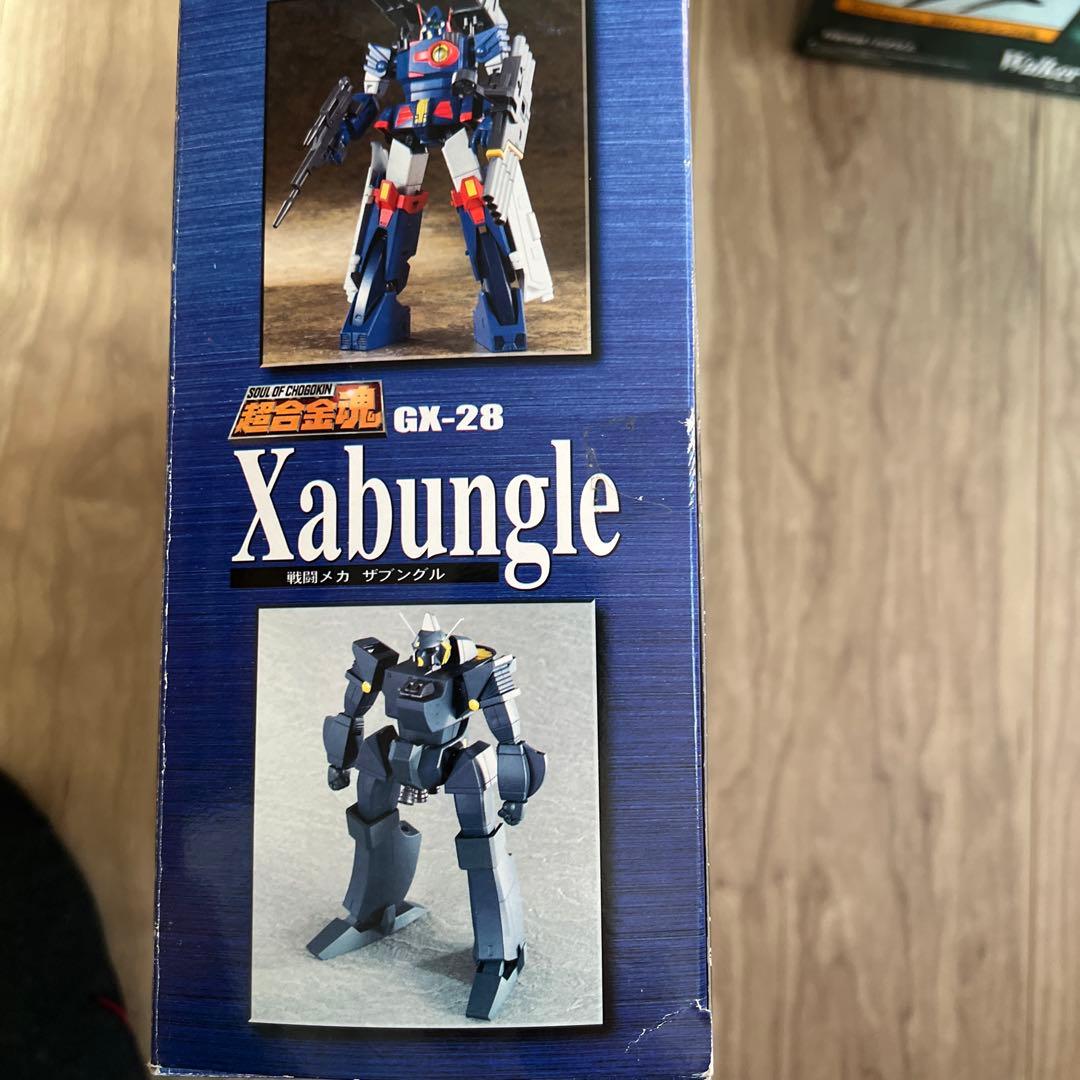 Walker
SOUL OF CHOGOKIN
超合金魂
GX-28
Xabungle
戦闘メカ ザブングル